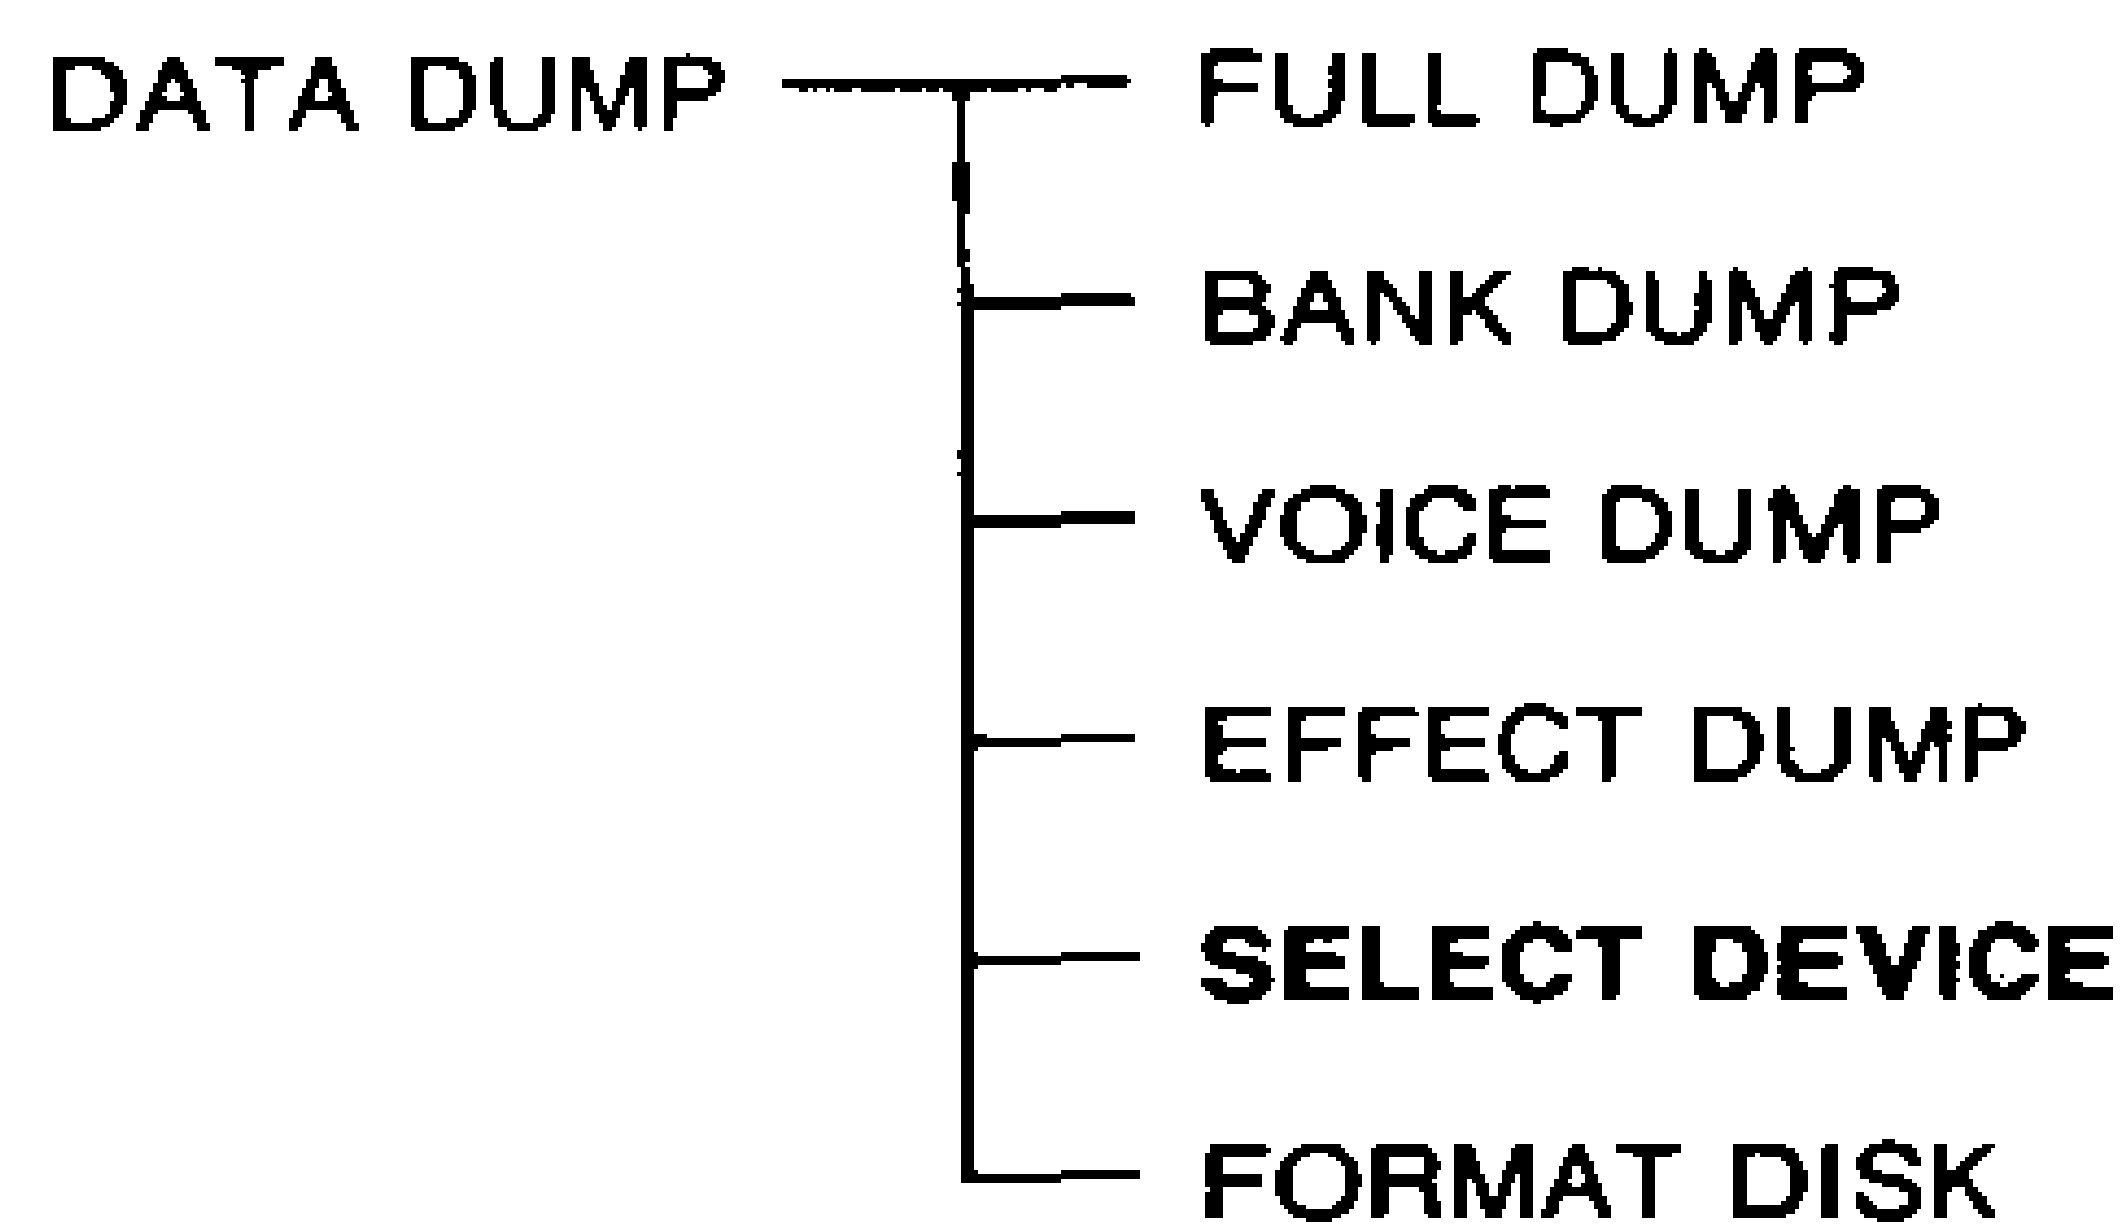 DATA DUMP FULL DUMP
BANK DUMP
VOICE DUMP
EFFECT DUMP
SELECT DEVICE
FORMAT DISK